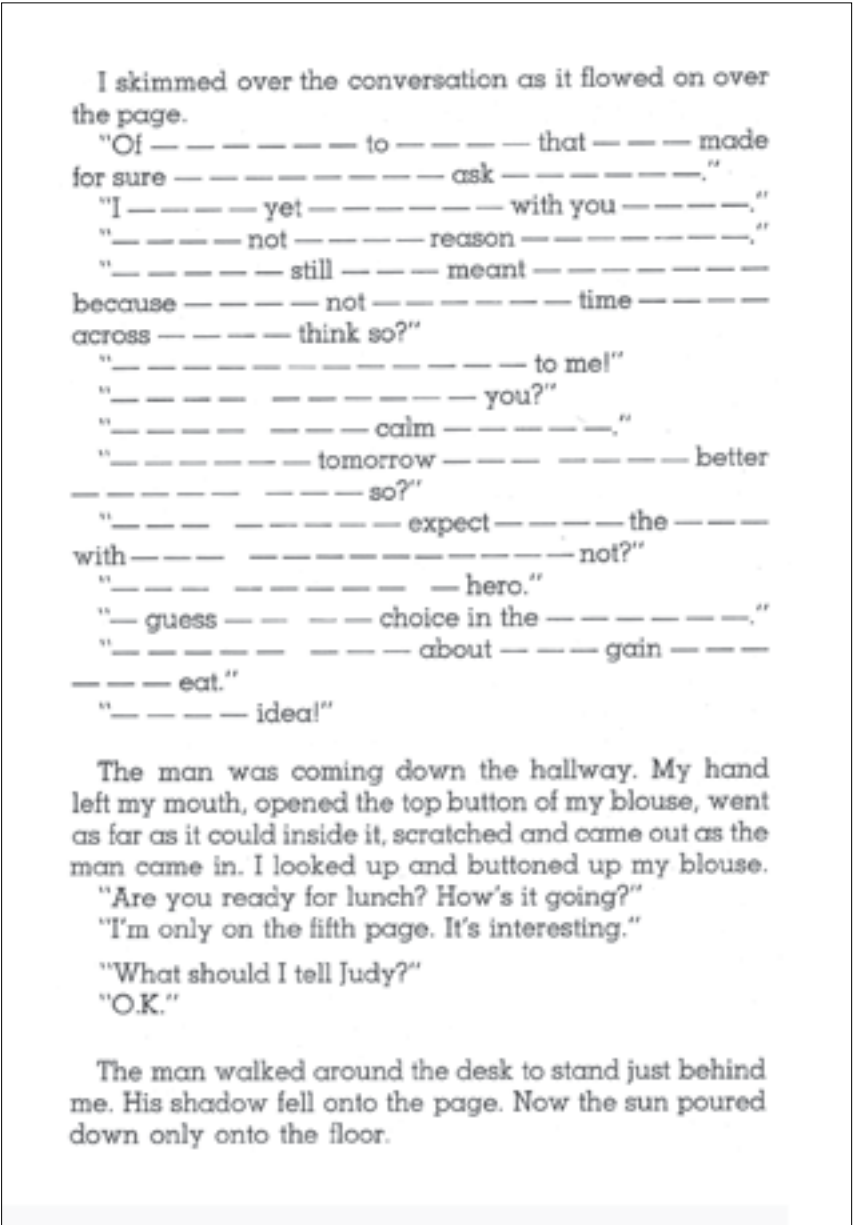 I skimmed over the conversation as it flowed on over
the page.
"Of — — — — — — — to — — — — that — — — made
for sure — — — — — — — — ask — — — — — —."
"I — — — — yet — — — — — — with you — — — —."
"— — — — not — — — — reason — — — — — — —."
"— — — — — still — — — meant — — — — — — —
because — — — — not — — — — — — time — — — —
across — — — — think so?"
"— — — — — — — — — — — — — to me!"
"— — — — — — — — — — you?"
"— — — — — — — calm — — — — —."
"— — — — — — tomorrow — — — — — — — better
— — — — — — — — — so?"
"— — — — — — — — expect — — — — the — — —
with — — — — — — — — — — — — — — not?"
"— — — — — — — — — hero."
"— guess — — — — choice in the — — — — — —."
"— — — — — — — — — about — — — gain — — —
— — — eat."
"— — — — idea!"
The man was coming down the hallway. My hand
left my mouth, opened the top button of my blouse, went
as far as it could inside it, scratched and came out as the
man came in. I looked up and buttoned up my blouse.
"Are you ready for lunch? How's it going?"
"I'm only on the fifth page. It's interesting."
"What should I tell Judy?"
"O.K."
The man walked around the desk to stand just behind
me. His shadow fell onto the page. Now the sun poured
down only onto the floor.